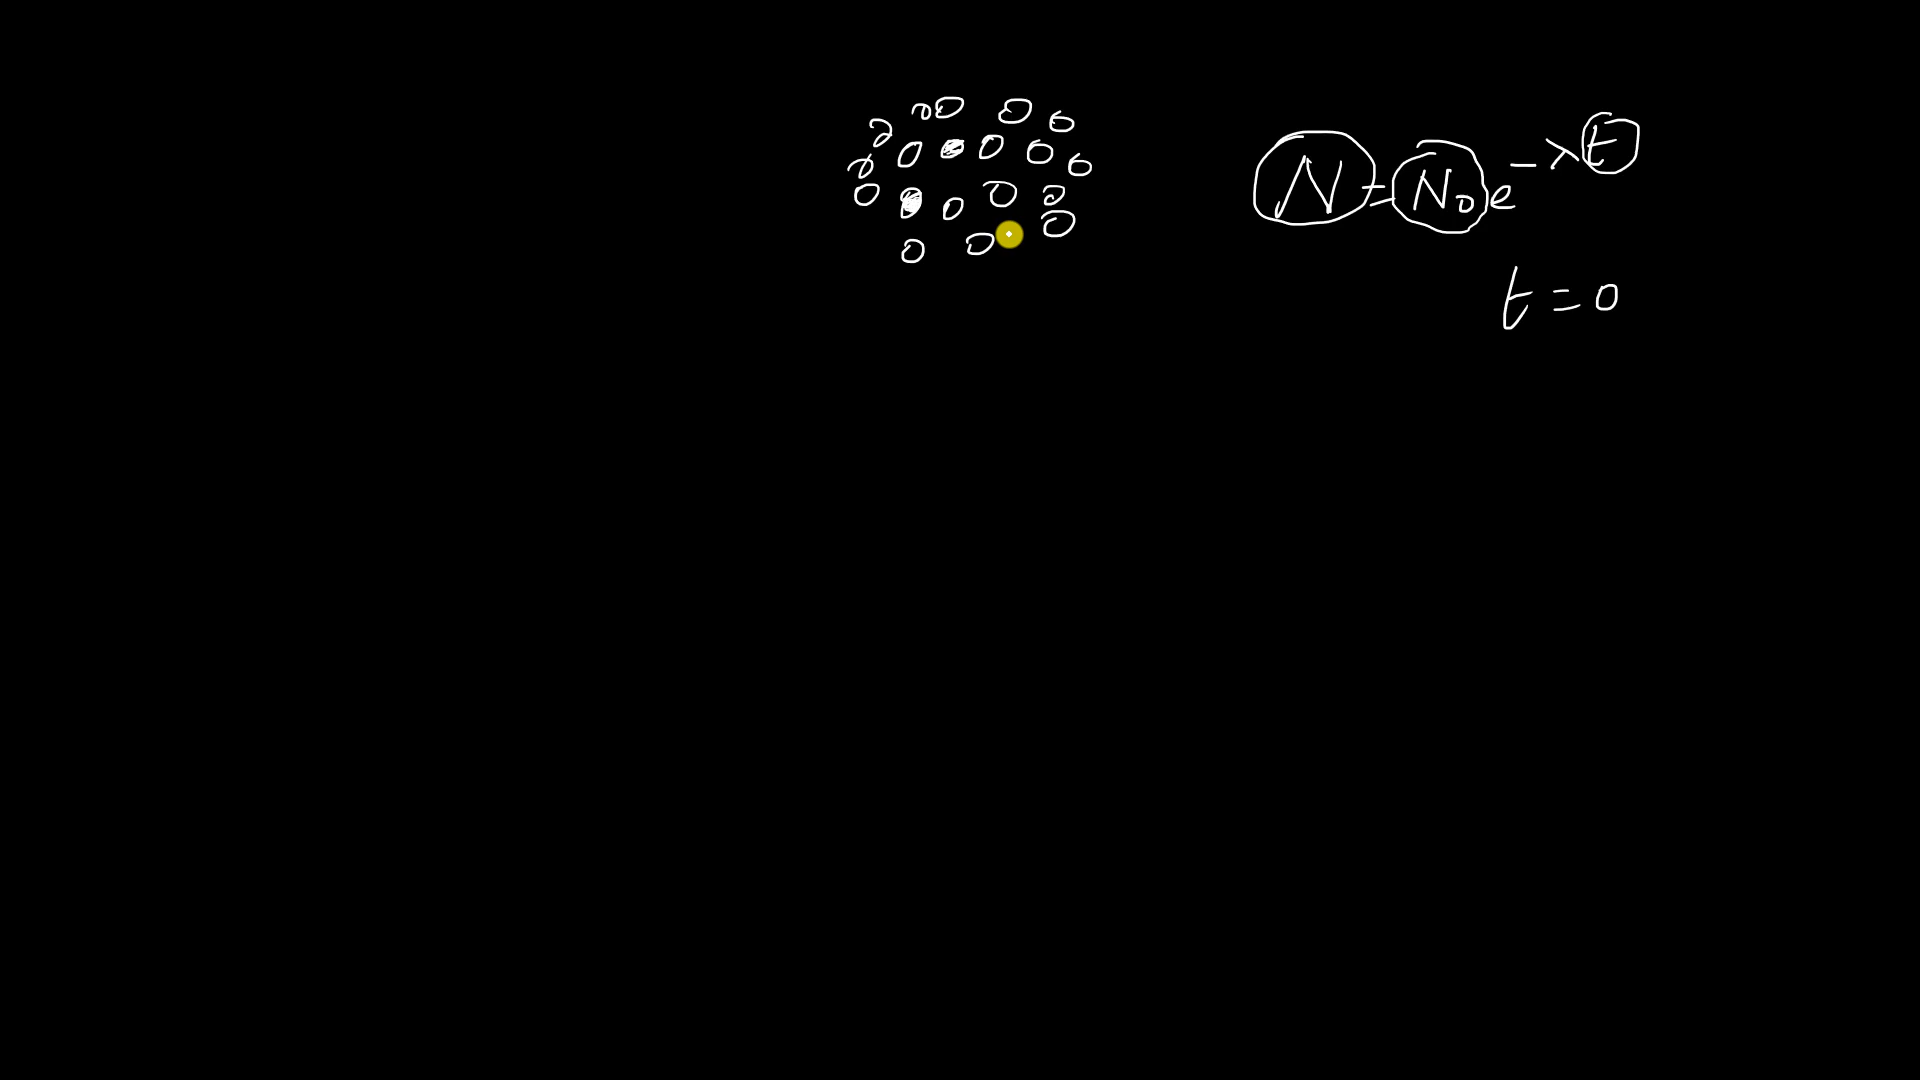 N = N₀e^{-λt}
t = 0